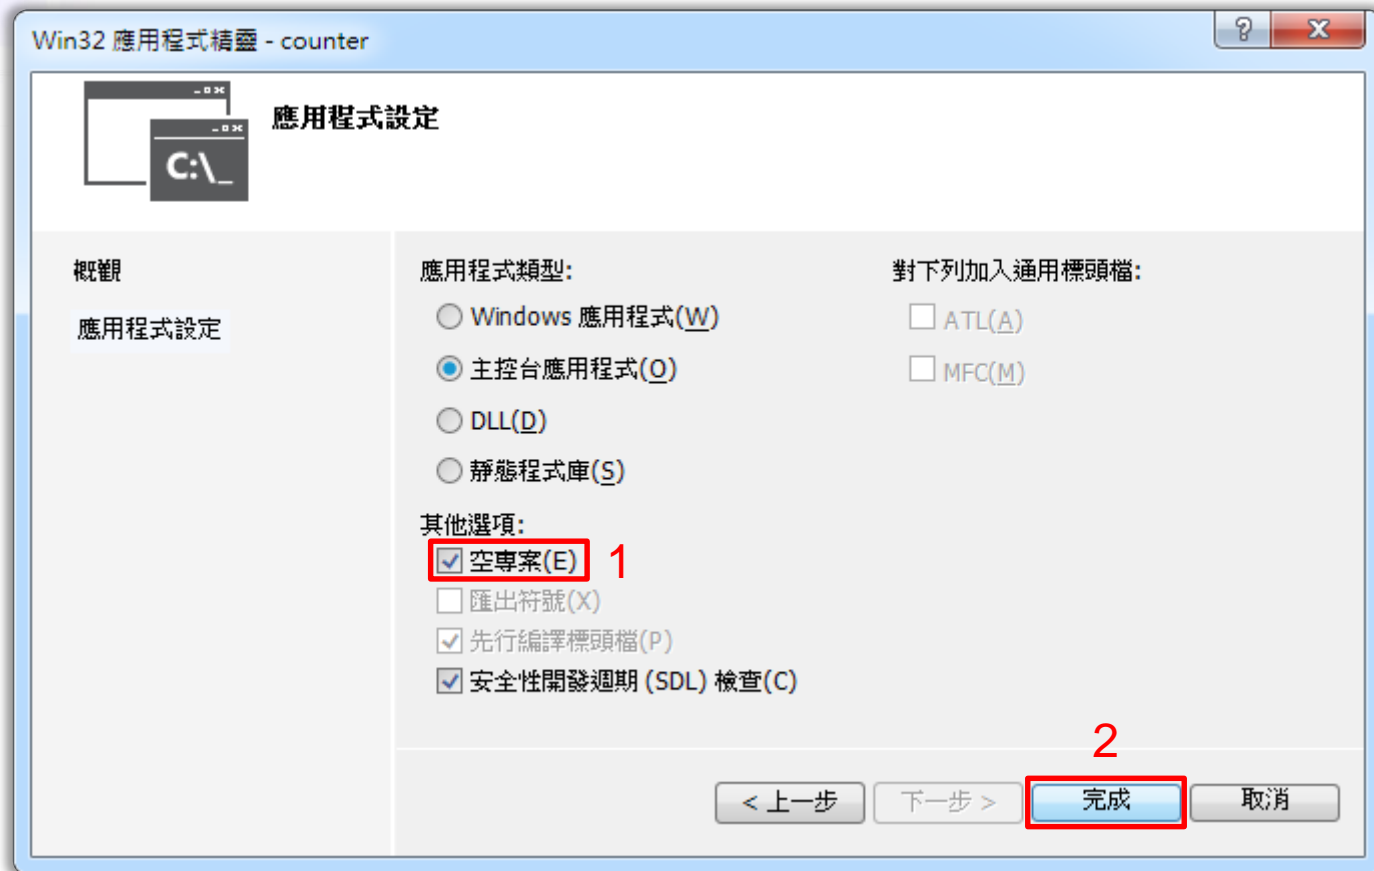 Win32 應用程式精靈 - counter
C:\_
應用程式設定
概觀
應用程式設定
應用程式類型:
Windows 應用程式(W)
主控台應用程式(O)
DLL(D)
靜態程式庫(S)
其他選項:
空專案(E)
1
匯出符號(X)
先行編譯標頭檔(P)
安全性開發週期 (SDL) 檢查(C)
對下列加入通用標頭檔:
ATL(A)
MFC(M)
2
< 上一步
下一步 >
完成
取消